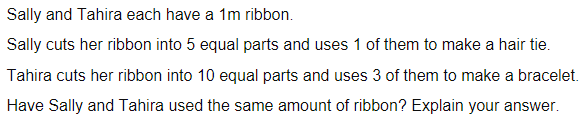 Sally and Tahira each have a 1m ribbon.
Sally cuts her ribbon into 5 equal parts and uses 1 of them to make a hair tie.
Tahira cuts her ribbon into 10 equal parts and uses 3 of them to make a bracelet.
Have Sally and Tahira used the same amount of ribbon? Explain your answer.